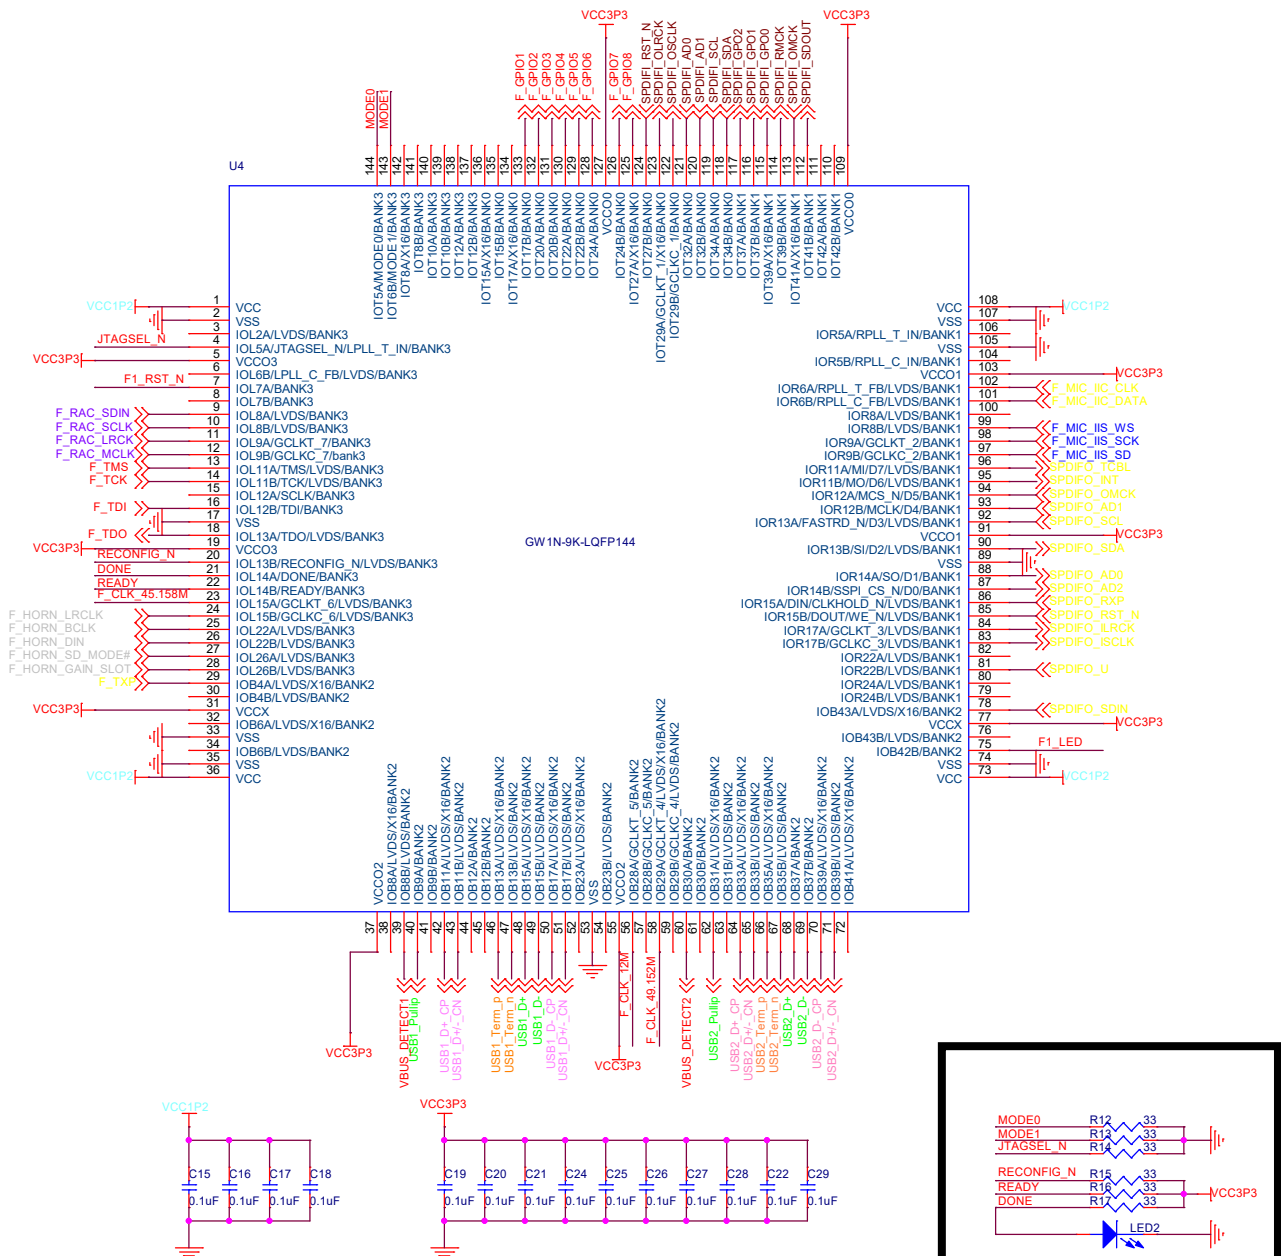 VCC3P3
VCC3P3
MODE0
MODE1
F_GPIO1
F_GPIO2
F_GPIO3
F_GPIO4
F_GPIO5
F_GPIO6
F_GPIO7
F_GPIO8
SPDIFI_RST_N
SPDIFI_OLRCK
SPDIFI_OSCLK
SPDIFI_AD0
SPDIFI_AD1
SPDIFI_SCL
SPDIFI_SDA
SPDIFI_GPO2
SPDIFI_GPO1
SPDIFI_GPO0
SPDIFI_RMCK
SPDIFI_OMCK
SPDIFI_SDOUT
U4
144 IOT5A/MODE0/BANK3
143 IOT6B/MODE1/BANK3
142 IOT8A/X16/BANK3
141 IOT8B/BANK3
140 IOT10A/BANK3
139 IOT10B/BANK3
138 IOT12A/BANK3
137 IOT12B/BANK3
136 IOT15A/X16/BANK0
135 IOT15B/BANK0
134 IOT17A/X16/BANK0
133 IOT17B/BANK0
132 IOT20A/BANK0
131 IOT20B/BANK0
130 IOT22A/BANK0
129 IOT22B/BANK0
128 IOT24A/BANK0
127 VCCO0
126 IOT24B/BANK0
125 IOT27A/X16/BANK0
124 IOT27B/BANK0
123 IOT29A/GCLKT_1/X16/BANK0
122 IOT29B/GCLKC_1/BANK0
121 IOT32A/BANK0
120 IOT32B/BANK0
119 IOT34A/BANK0
118 IOT34B/BANK0
117 IOT37A/BANK1
116 IOT37B/BANK1
115 IOT39A/X16/BANK1
114 IOT39B/BANK1
113 IOT41A/X16/BANK1
112 IOT41B/BANK1
111 IOT42A/BANK1
110 IOT42B/BANK1
109 VCCO0
VCC1P2 1 VCC
2 VSS
3 IOL2A/LVDS/BANK3
JTAGSEL_N 4 IOL5A/JTAGSEL_N/LPLL_T_IN/BANK3
VCC3P3 5 VCCO3
6 IOL6B/LPLL_C_FB/LVDS/BANK3
F1_RST_N 7 IOL7A/BANK3
8 IOL7B/BANK3
F_RAC_SDIN 9 IOL8A/LVDS/BANK3
F_RAC_SCLK 10 IOL8B/LVDS/BANK3
F_RAC_LRCK 11 IOL9A/GCLKT_7/BANK3
F_RAC_MCLK 12 IOL9B/GCLKC_7/bank3
F_TMS 13 IOL11A/TMS/LVDS/BANK3
F_TCK 14 IOL11B/TCK/LVDS/BANK3
15 IOL12A/SCLK/BANK3
F_TDI 16 IOL12B/TDI/BANK3
17 VSS
F_TDO 18 IOL13A/TDO/LVDS/BANK3
VCC3P3 19 VCCO3
RECONFIG_N 20 IOL13B/RECONFIG_N/LVDS/BANK3
DONE 21 IOL14A/DONE/BANK3
READY 22 IOL14B/READY/BANK3
F_CLK_45.158M 23 IOL15A/GCLKT_6/LVDS/BANK3
F_HORN_LRCLK 24 IOL15B/GCLKC_6/LVDS/BANK3
F_HORN_BCLK 25 IOL22A/LVDS/BANK3
F_HORN_DIN 26 IOL22B/LVDS/BANK3
F_HORN_SD_MODE# 27 IOL26A/LVDS/BANK3
F_HORN_GAIN_SLOT 28 IOL26B/LVDS/BANK3
F_TXP 29 IOB4A/LVDS/X16/BANK2
30 IOB4B/LVDS/BANK2
VCC3P3 31 VCCX
32 IOB6A/LVDS/X16/BANK2
33 VSS
34 IOB6B/LVDS/BANK2
35 VSS
VCC1P2 36 VCC
GW1N-9K-LQFP144
VCC 108 VCC1P2
VSS 107
IOR5A/RPLL_T_IN/BANK1 106
VSS 105
IOR5B/RPLL_C_IN/BANK1 104
VCCO1 103 VCC3P3
IOR6A/RPLL_T_FB/LVDS/BANK1 102 F_MIC_IIC_CLK
IOR6B/RPLL_C_FB/LVDS/BANK1 101 F_MIC_IIC_DATA
IOR8A/LVDS/BANK1 100
IOR8B/LVDS/BANK1 99 F_MIC_IIS_WS
IOR9A/GCLKT_2/BANK1 98 F_MIC_IIS_SCK
IOR9B/GCLKC_2/BANK1 97 F_MIC_IIS_SD
IOR11A/MI/D7/LVDS/BANK1 96 SPDIFO_TCBL
IOR11B/MO/D6/LVDS/BANK1 95 SPDIFO_INT
IOR12A/MCS_N/D5/BANK1 94 SPDIFO_OMCK
IOR12B/MCLK/D4/BANK1 93 SPDIFO_AD1
IOR13A/FASTRD_N/D3/LVDS/BANK1 92 SPDIFO_SCL
VCCO1 91 VCC3P3
IOR13B/SI/D2/LVDS/BANK1 90 SPDIFO_SDA
VSS 89
IOR14A/SO/D1/BANK1 88 SPDIFO_AD0
IOR14B/SSPI_CS_N/D0/BANK1 87 SPDIFO_AD2
IOR15A/DIN/CLKHOLD_N/LVDS/BANK1 86 SPDIFO_RXP
IOR15B/DOUT/WE_N/LVDS/BANK1 85 SPDIFO_RST_N
IOR17A/GCLKT_3/LVDS/BANK1 84 SPDIFO_ILRCK
IOR17B/GCLKC_3/LVDS/BANK1 83 SPDIFO_ISCLK
IOR22A/LVDS/BANK1 82
IOR22B/LVDS/BANK1 81 SPDIFO_U
IOR24A/LVDS/BANK1 80
IOR24B/LVDS/BANK1 79
IOB43A/LVDS/X16/BANK2 78 SPDIFO_SDIN
VCCX 77 VCC3P3
IOB43B/LVDS/BANK2 76
IOB42B/BANK2 75 F1_LED
VSS 74
VCC 73 VCC1P2
37 VCCO2
38 IOB8A/LVDS/X16/BANK2
39 IOB8B/LVDS/BANK2
40 IOB9A/BANK2
41 IOB9B/BANK2
42 IOB11A/LVDS/X16/BANK2
43 IOB11B/LVDS/BANK2
44 IOB12A/BANK2
45 IOB12B/BANK2
46 IOB13A/LVDS/X16/BANK2
47 IOB13B/LVDS/BANK2
48 IOB15A/LVDS/X16/BANK2
49 IOB15B/LVDS/BANK2
50 IOB17A/LVDS/X16/BANK2
51 IOB17B/LVDS/BANK2
52 IOB23A/LVDS/X16/BANK2
53 VSS
54 IOB23B/LVDS/BANK2
55 VCCO2
56 IOB28A/GCLKT_5/BANK2
57 IOB28B/GCLKC_5/BANK2
58 IOB29A/GCLKT_4/LVDS/X16/BANK2
59 IOB29B/GCLKC_4/LVDS/BANK2
60 IOB30A/BANK2
61 IOB30B/BANK2
62 IOB31A/LVDS/X16/BANK2
63 IOB31B/LVDS/BANK2
64 IOB33A/LVDS/X16/BANK2
65 IOB33B/LVDS/BANK2
66 IOB35A/LVDS/X16/BANK2
67 IOB35B/LVDS/BANK2
68 IOB37A/BANK2
69 IOB37B/BANK2
70 IOB39A/LVDS/X16/BANK2
71 IOB39B/LVDS/BANK2
72 IOB41A/LVDS/X16/BANK2
VCC3P3
VBUS_DETECT1
USB1_Pullip
USB1_D+_CP
USB1_D+/-_CN
USB1_Term_p
USB1_Term_n
USB1_D+
USB1_D-
USB1_D-_CP
USB1_D+/-_CN
F_CLK_12M
VCC3P3
F_CLK_49.152M
VBUS_DETECT2
USB2_Pullip
USB2_D+_CP
USB2_D+/-_CN
USB2_Term_p
USB2_Term_n
USB2_D+
USB2_D-
USB2_D-_CP
USB2_D+/-_CN
VCC1P2
C15 C16 C17 C18
0.1uF 0.1uF 0.1uF 0.1uF
VCC3P3
C19 C20 C21 C24 C25 C26 C27 C28 C22 C29
0.1uF 0.1uF 0.1uF 0.1uF 0.1uF 0.1uF 0.1uF 0.1uF 0.1uF 0.1uF
MODE0 R12 33
MODE1 R13 33
JTAGSEL_N R14 33
RECONFIG_N R15 33
READY R16 33 VCC3P3
DONE R17 33
LED2